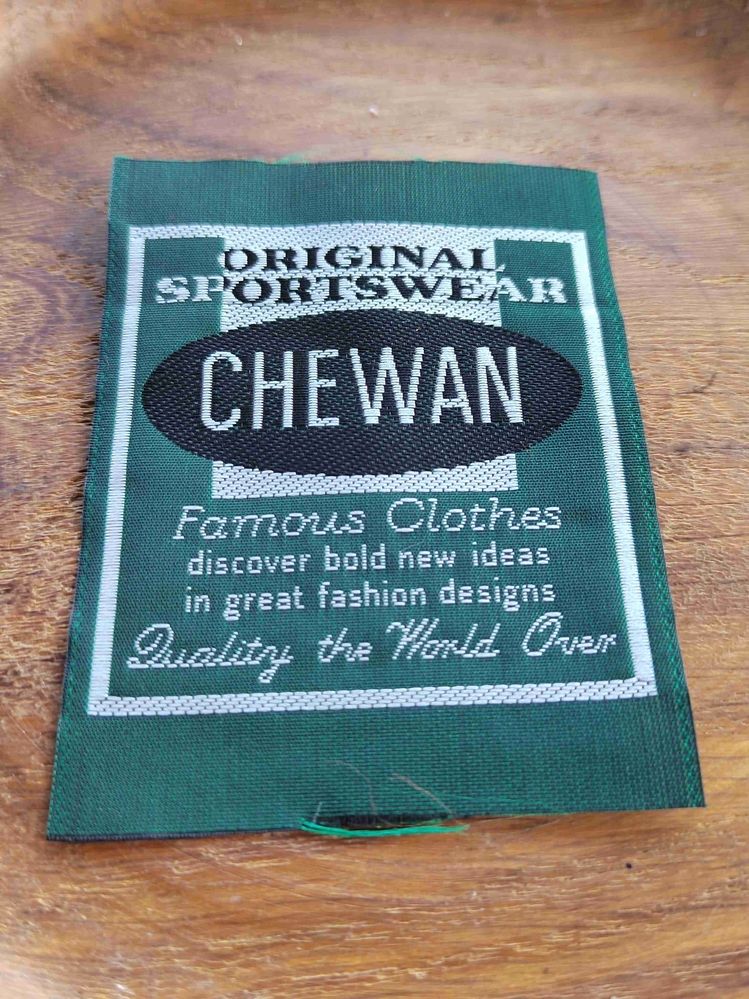 ORIGINAL
SPORTSWEAR
CHEWAN
Famous Clothes
discover bold new ideas
in great fashion designs
Quality the World Over